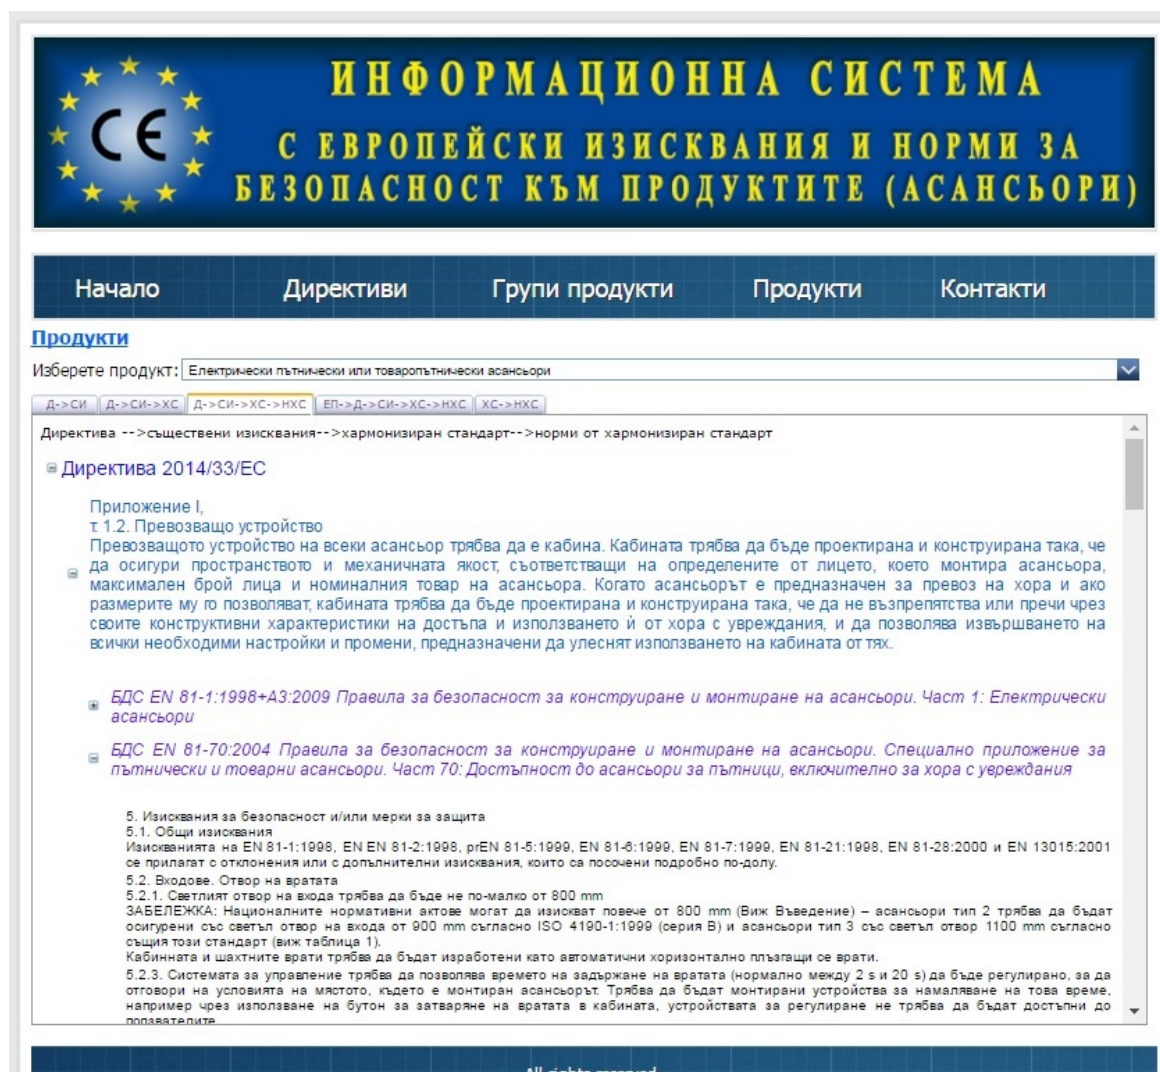 ИНФОРМАЦИОННА СИСТЕМА
С ЕВРОПЕЙСКИ ИЗИСКВАНИЯ И НОРМИ ЗА
БЕЗОПАСНОСТ КЪМ ПРОДУКТИТЕ (АСАНСЬОРИ)
CE
Начало Директиви Групи продукти Продукти Контакти
Продукти
Изберете продукт: Електрически пътнически или товаропътнически асансьори
Д->СИ Д->СИ->ХС Д->СИ->ХС->НХС ЕП->Д->СИ->ХС->НХС ХС->НХС
Директива -->съществени изисквания-->хармонизиран стандарт-->норми от хармонизиран стандарт
Директива 2014/33/ЕС
Приложение I,
т. 1.2. Превозващо устройство
Превозващото устройство на всеки асансьор трябва да е кабина. Кабината трябва да бъде проектирана и конструирана така, че
да осигури пространството и механичната якост, съответстващи на определените от лицето, което монтира асансьора,
максимален брой лица и номиналния товар на асансьора. Когато асансьорът е предназначен за превоз на хора и ако
размерите му го позволяват, кабината трябва да бъде проектирана и конструирана така, че да не възпрепятства или пречи чрез
своите конструктивни характеристики на достъпа и използването ѝ от хора с увреждания, и да позволява извършването на
всички необходими настройки и промени, предназначени да улеснят използването на кабината от тях.
БДС EN 81-1:1998+A3:2009 Правила за безопасност за конструиране и монтиране на асансьори. Част 1: Електрически
асансьори
БДС EN 81-70:2004 Правила за безопасност за конструиране и монтиране на асансьори. Специално приложение за
пътнически и товарни асансьори. Част 70: Достъпност до асансьори за пътници, включително за хора с увреждания
5. Изисквания за безопасност и/или мерки за защита
5.1. Общи изисквания
Изискванията на EN 81-1:1998, EN EN 81-2:1998, prEN 81-5:1999, EN 81-6:1999, EN 81-7:1999, EN 81-21:1998, EN 81-28:2000 и EN 13015:2001
се прилагат с отклонения или с допълнителни изисквания, които са посочени подробно по-долу.
5.2. Входове. Отвор на вратата
5.2.1. Светлият отвор на входа трябва да бъде не по-малко от 800 mm
ЗАБЕЛЕЖКА: Националните нормативни актове могат да изискват повече от 800 mm (Виж Въведение) – асансьори тип 2 трябва да бъдат
осигурени със светъл отвор на входа от 900 mm съгласно ISO 4190-1:1999 (серия В) и асансьори тип 3 със светъл отвор 1100 mm съгласно
същия този стандарт (виж таблица 1).
Кабинната и шахтните врати трябва да бъдат изработени като автоматични хоризонтално плъзгащи се врати.
5.2.3. Системата за управление трябва да позволява времето на задържане на вратата (нормално между 2 s и 20 s) да бъде регулирано, за да
отговори на условията на мястото, където е монтиран асансьорът. Трябва да бъдат монтирани устройства за намаляване на това време,
например чрез използване на бутон за затваряне на вратата в кабината, устройствата за регулиране не трябва да бъдат достъпни до
ползвателите
All rights reserved